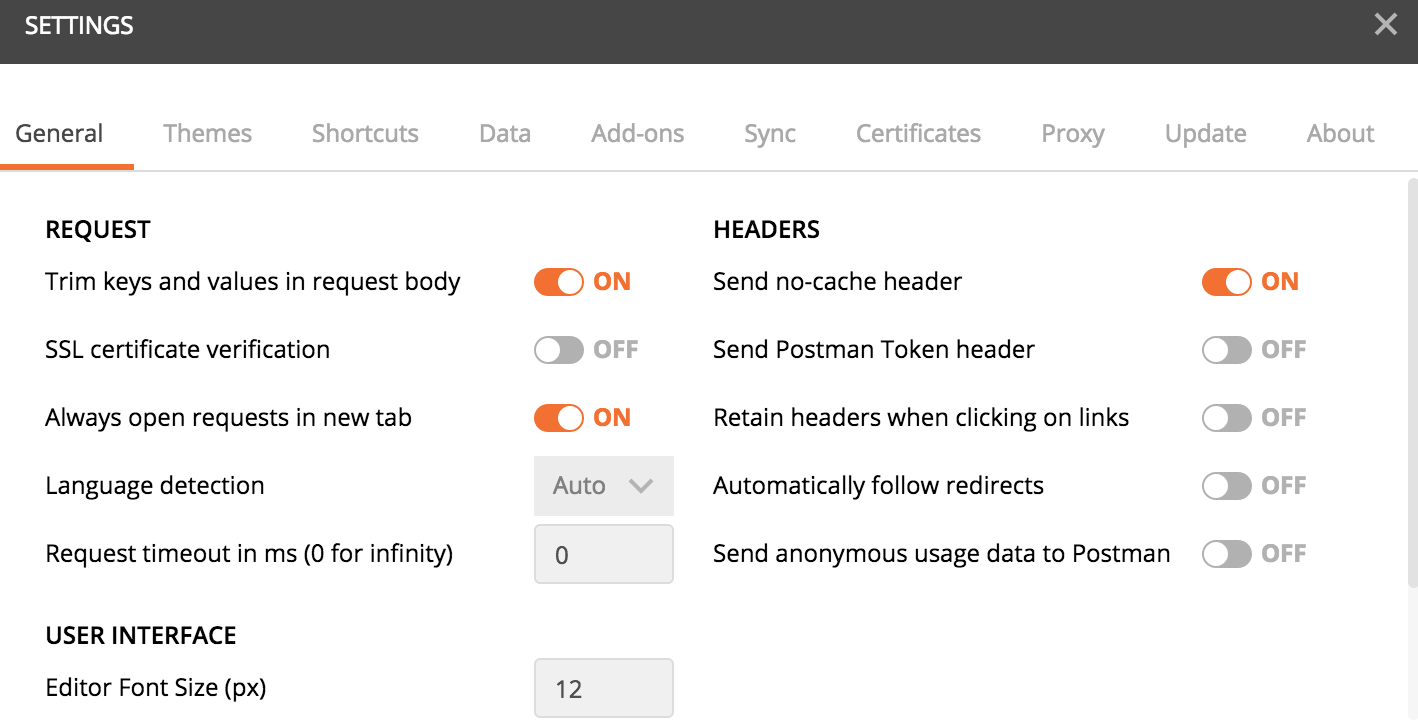 SETTINGS
General Themes Shortcuts Data Add-ons Sync Certificates Proxy Update About
REQUEST
Trim keys and values in request body ON
SSL certificate verification OFF
Always open requests in new tab ON
Language detection Auto
Request timeout in ms (0 for infinity) 0
USER INTERFACE
Editor Font Size (px) 12
HEADERS
Send no-cache header ON
Send Postman Token header OFF
Retain headers when clicking on links OFF
Automatically follow redirects OFF
Send anonymous usage data to Postman OFF